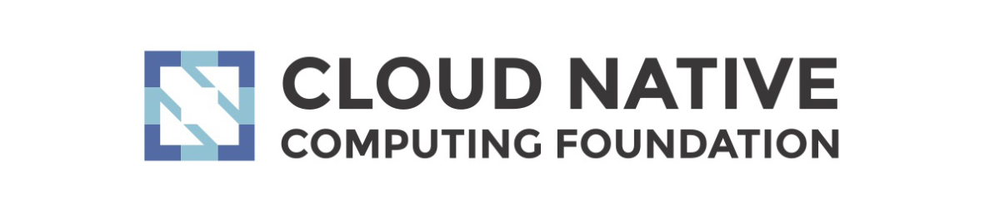 CLOUD NATIVE
COMPUTING FOUNDATION